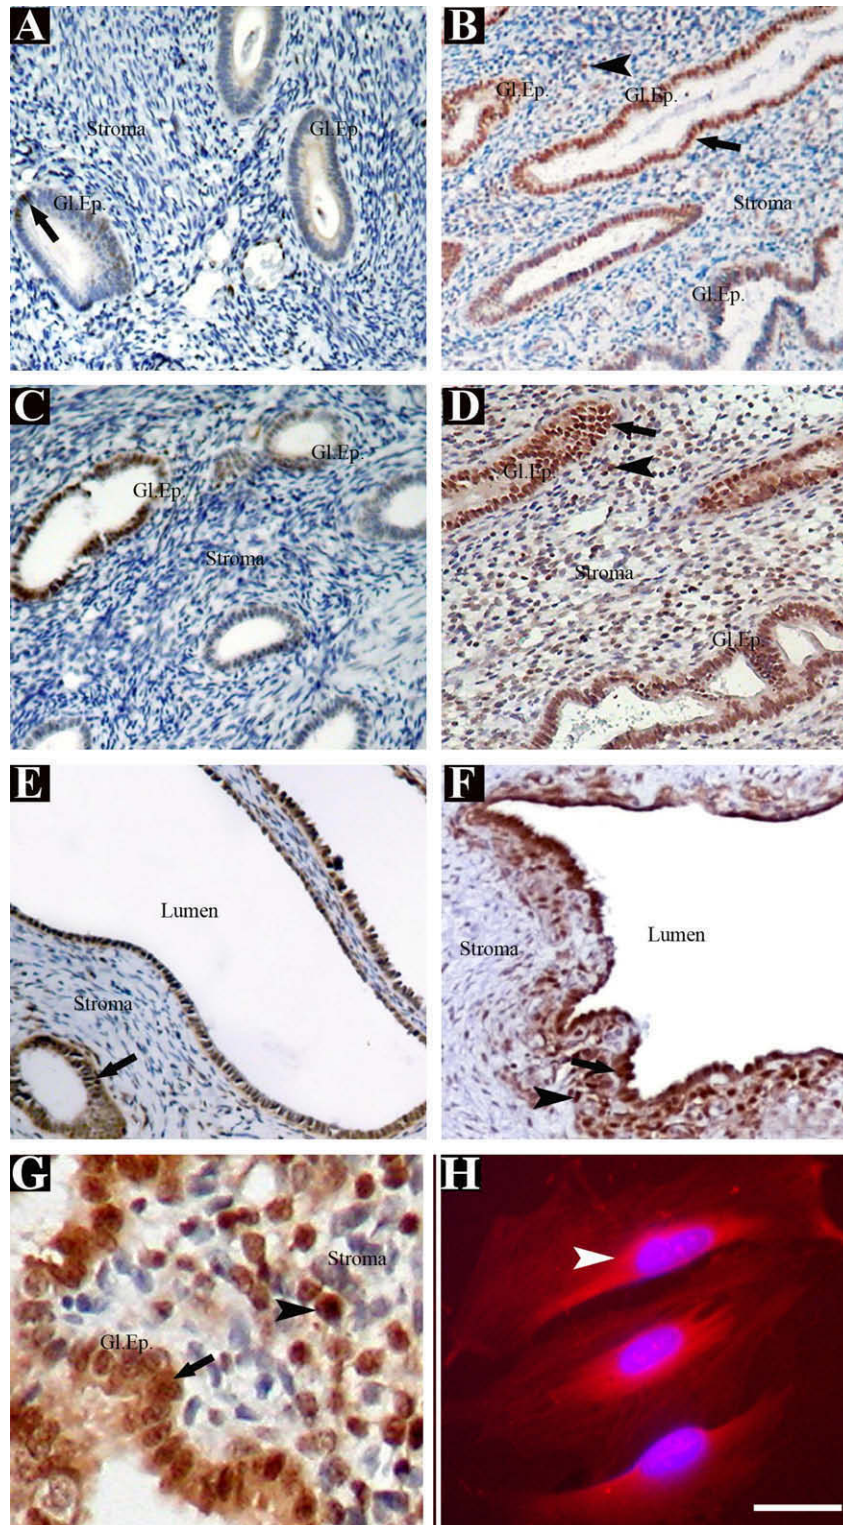 A
Stroma
Gl.Ep.
Gl.Ep.
B
Gl.Ep.
Gl.Ep.
Stroma
Gl.Ep.
C
Gl.Ep.
Gl.Ep.
Stroma
D
Gl.Ep.
Stroma
Gl.Ep.
E
Lumen
Stroma
F
Stroma
Lumen
G
Stroma
Gl.Ep.
H